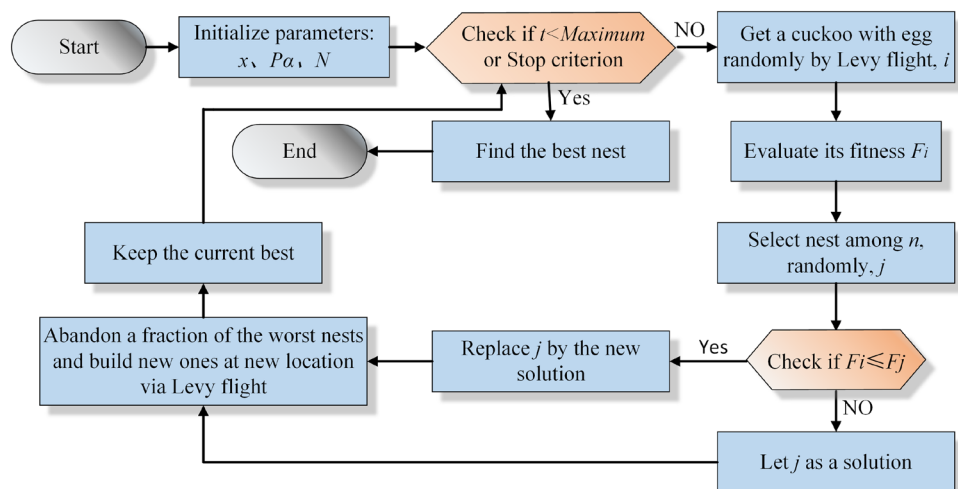 Start
Initialize parameters:
x、Pα、N
Check if t<Maximum
or Stop criterion
NO
Get a cuckoo with egg
randomly by Levy flight, i
Yes
End
Find the best nest
Evaluate its fitness Fi
Keep the current best
Select nest among n,
randomly, j
Abandon a fraction of the worst nests
and build new ones at new location
via Levy flight
Replace j by the new
solution
Yes
Check if Fi≤Fj
NO
Let j as a solution